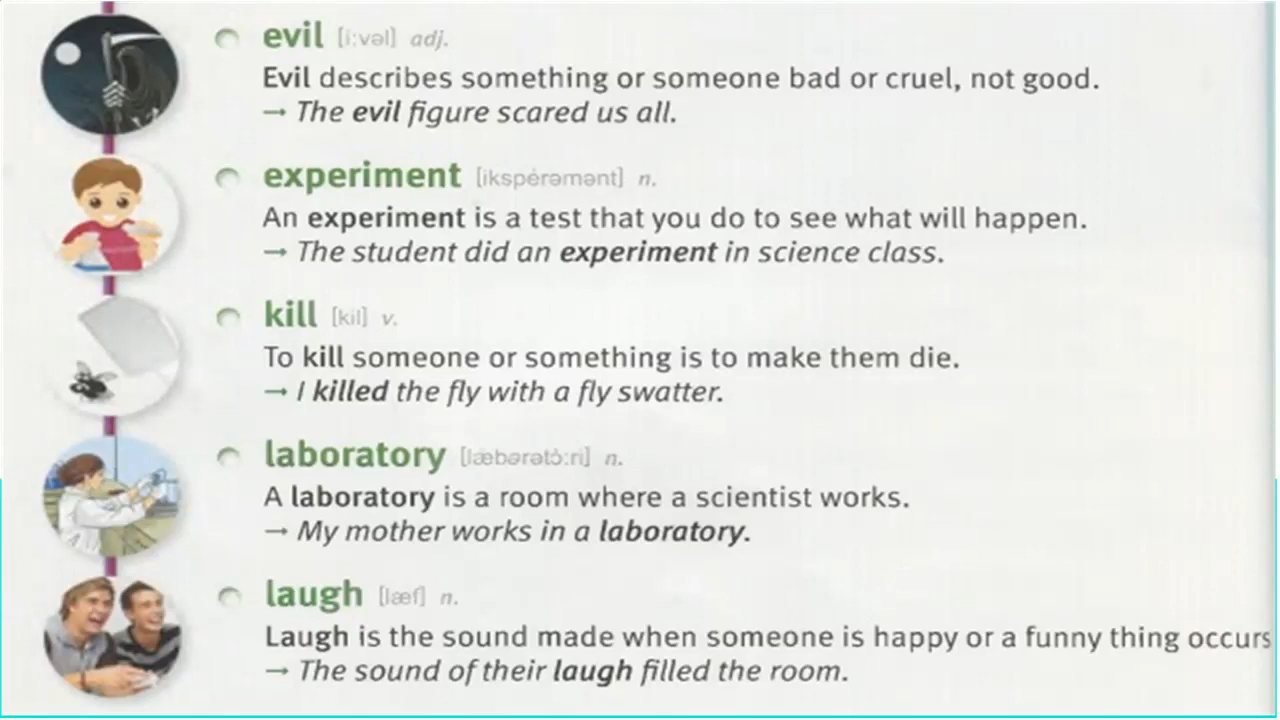 evil [i:vəl] adj.
Evil describes something or someone bad or cruel, not good.
→ The evil figure scared us all.
experiment [ikspérəmənt] n.
An experiment is a test that you do to see what will happen.
→ The student did an experiment in science class.
kill [kil] v.
To kill someone or something is to make them die.
→ I killed the fly with a fly swatter.
laboratory [lǽbərətɔ̀:ri] n.
A laboratory is a room where a scientist works.
→ My mother works in a laboratory.
laugh [læf] n.
Laugh is the sound made when someone is happy or a funny thing occurs
→ The sound of their laugh filled the room.